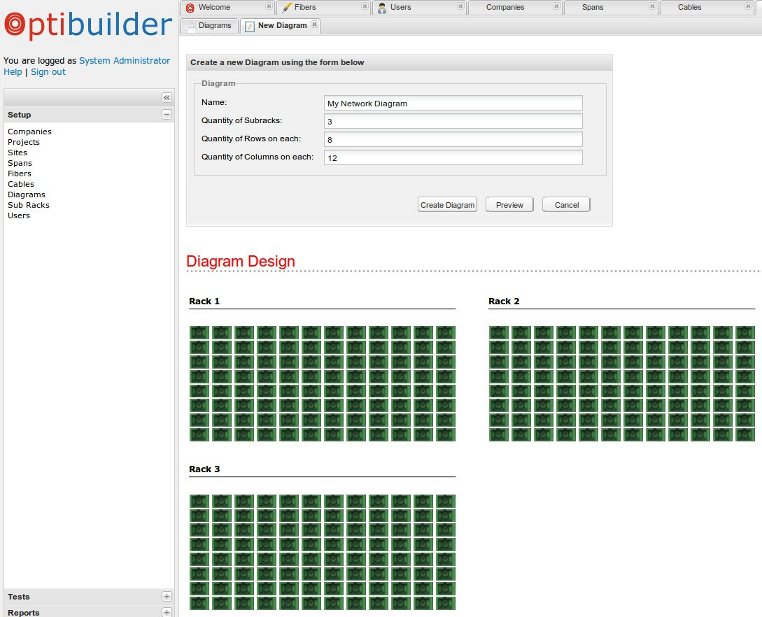 Optibuilder
Welcome Fibers Users Companies Spans Cables
Diagrams New Diagram
You are logged as System Administrator
Help | Sign out
Setup
Companies
Projects
Sites
Spans
Fibers
Cables
Diagrams
Sub Racks
Users
Tests
Reports
Create a new Diagram using the form below
Diagram
Name: My Network Diagram
Quantity of Subracks: 3
Quantity of Rows on each: 8
Quantity of Columns on each: 12
Create Diagram Preview Cancel
Diagram Design
Rack 1 Rack 2
Rack 3